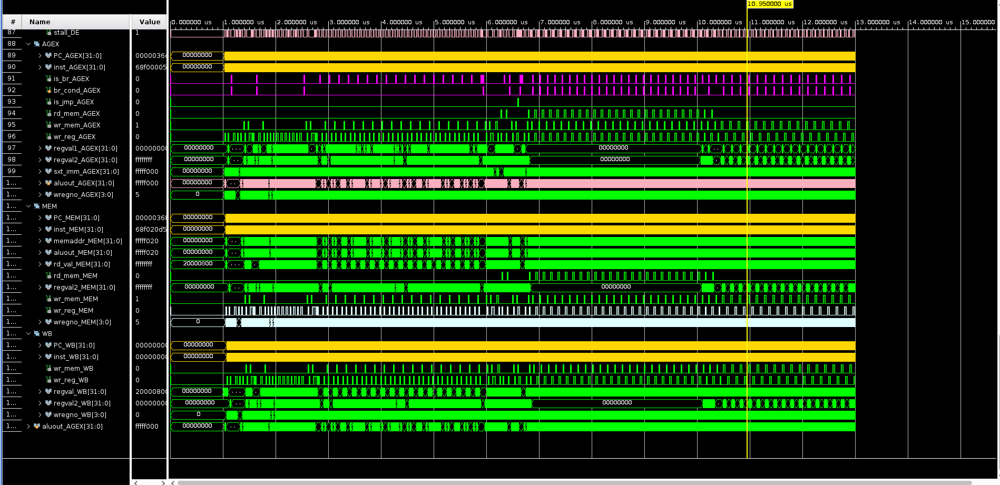 10.950000 us
# Name Value 0.000000 us 1.000000 us 2.000000 us 3.000000 us 4.000000 us 5.000000 us 6.000000 us 7.000000 us 8.000000 us 9.000000 us 10.000000 us 11.000000 us 12.000000 us 13.000000 us 14.000000 us 15.000000
87 stall_DE 1
88 AGEX
89 PC_AGEX[31:0] 0000036c 00000000
90 inst_AGEX[31:0] 68f00005 00000000
91 is_br_AGEX 0
92 br_cond_AGEX 0
93 is_jmp_AGEX 0
94 rd_mem_AGEX 0
95 wr_mem_AGEX 1
96 wr_reg_AGEX 0
97 regval1_AGEX[31:0] 00000000 00000000 ... .. . .. . 00000000 ..
98 regval2_AGEX[31:0] ffffffff 00000000 .. 00000000 .
99 sxt_imm_AGEX[31:0] fffff000 00000000
1... aluout_AGEX[31:0] fffff000 00000000 ..
1... wregno_AGEX[3:0] 5 0
1... MEM
1... PC_MEM[31:0] 00000368 00000000
1... inst_MEM[31:0] 68f020d5 00000000
1... memaddr_MEM[31:0] fffff020 00000000 ..
1... aluout_MEM[31:0] fffff020 00000000 ..
1... rd_val_MEM[31:0] ffffffff 20000800 ... .
1... rd_mem_MEM 0
1... regval2_MEM[31:0] ffffffff 00000000 .. 00000000 .
1... wr_mem_MEM 1
1... wr_reg_MEM 0
1... wregno_MEM[3:0] 5 0
1... WB
1... PC_WB[31:0] 00000000 00000000
1... inst_WB[31:0] 00000000 00000000
1... wr_mem_WB 0
1... wr_reg_WB 0
1... regval_WB[31:0] 20000800 00000000 ... .
1... regval2_WB[31:0] 00000000 00000000 .. 00000000 .
1... wregno_WB[3:0] 0 0
1... aluout_AGEX[31:0] fffff000 00000000 ..